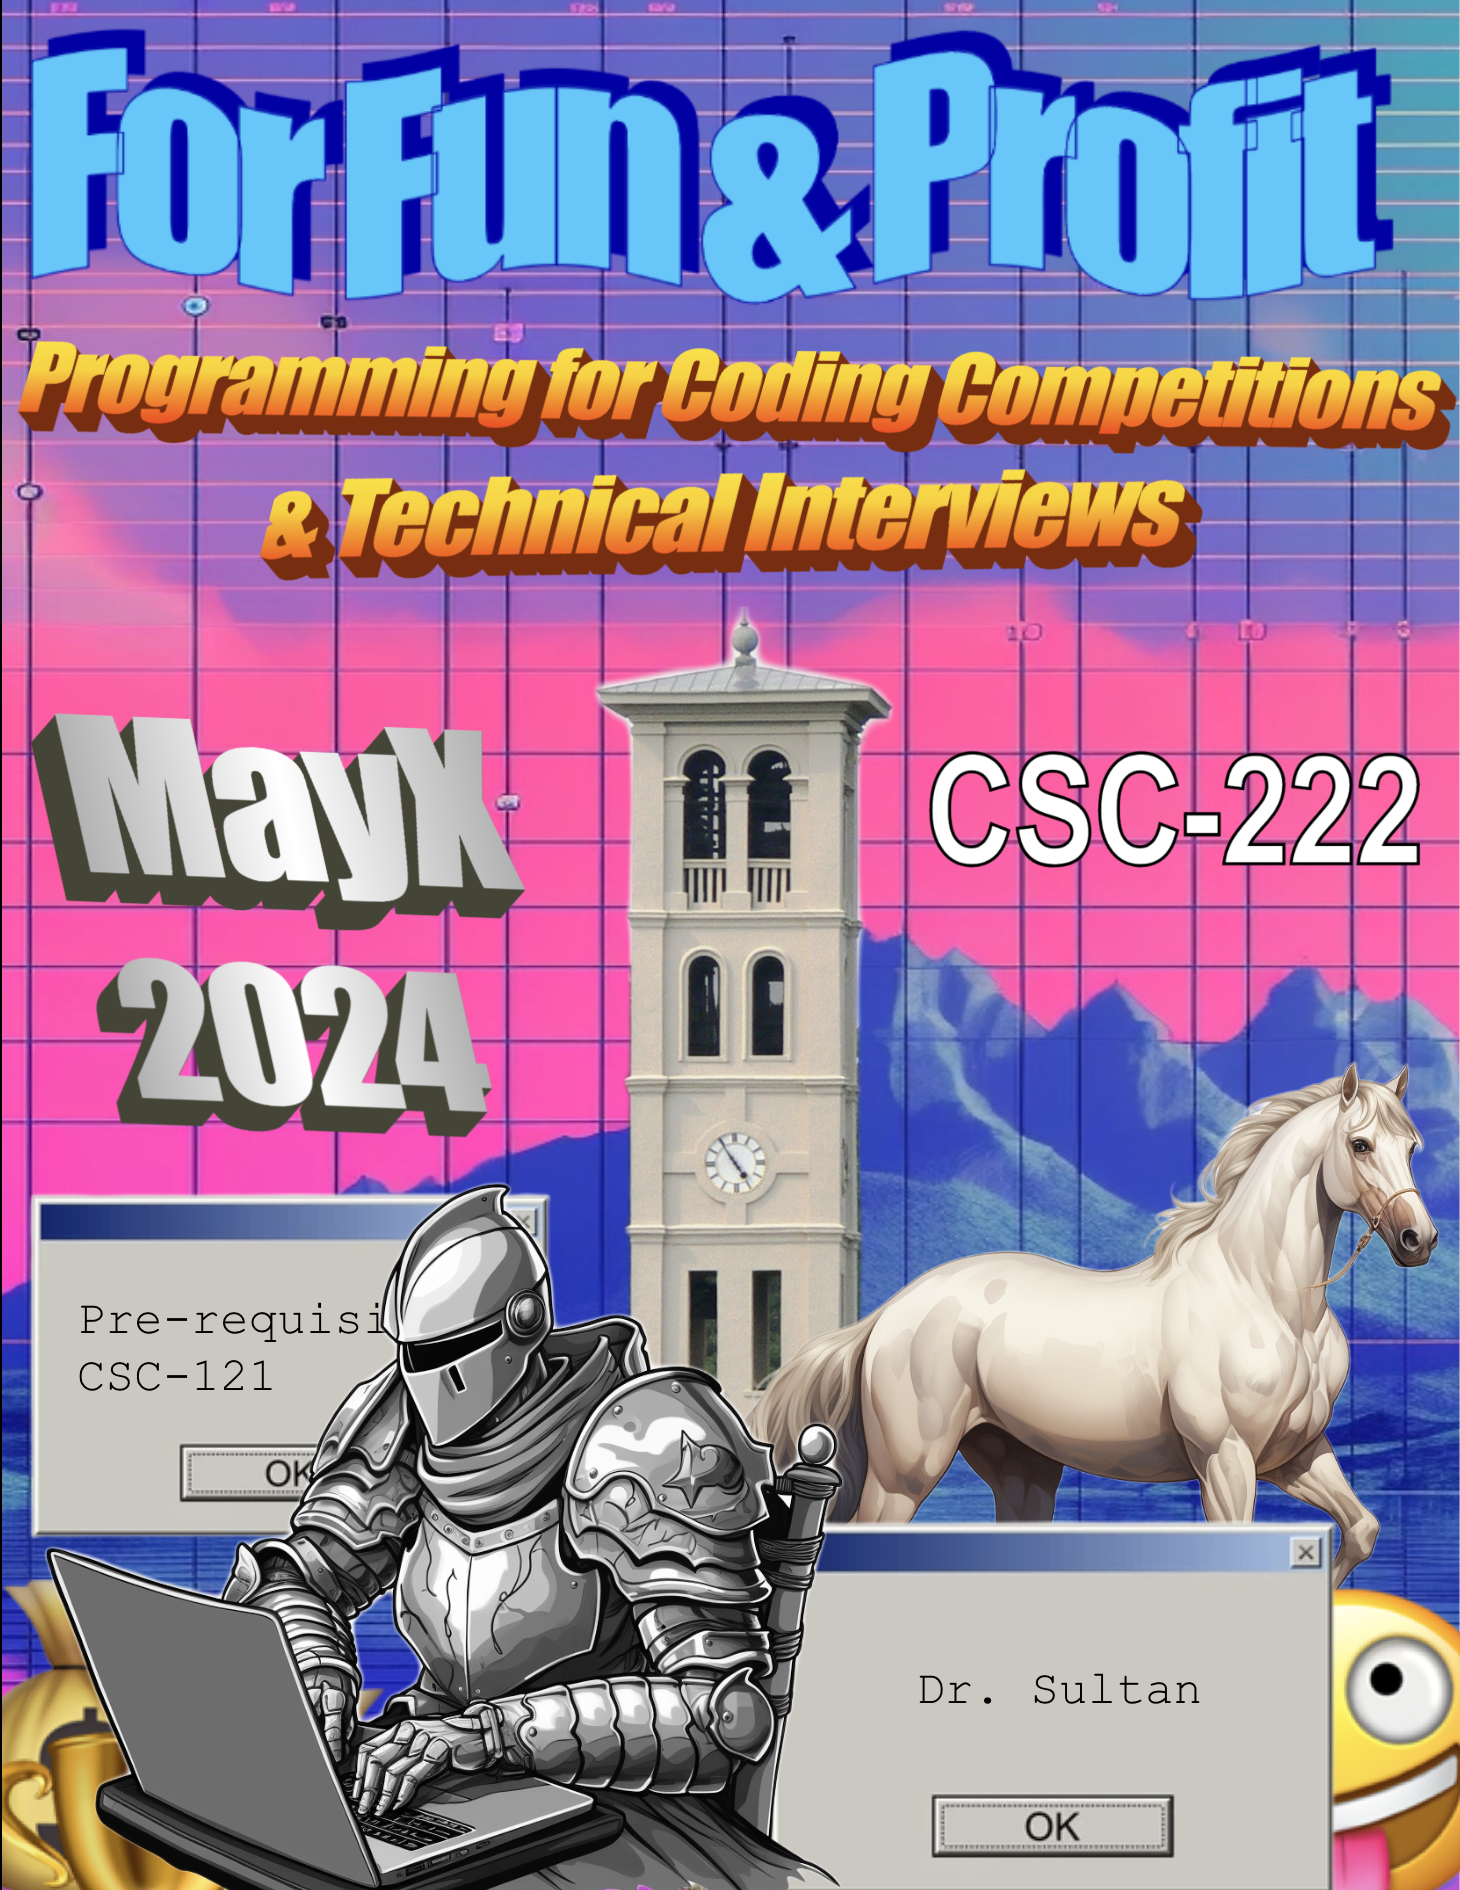 For Fun & Profit
Programming for Coding Competitions
& Technical Interviews
MayX
2024
CSC-222
Pre-requisi
CSC-121
OK
Dr. Sultan
OK